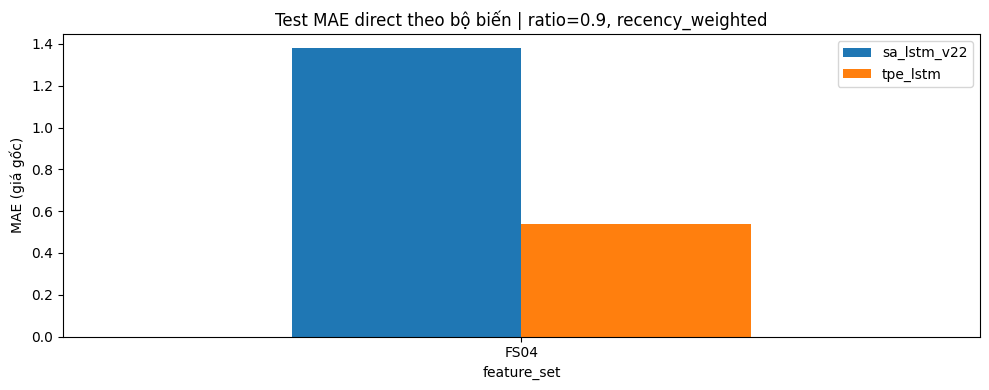 Test MAE direct theo bộ biến | ratio=0.9, recency_weighted
sa_lstm_v22
tpe_lstm
MAE (giá gốc)
1.4
1.2
1.0
0.8
0.6
0.4
0.2
0.0
FS04
feature_set